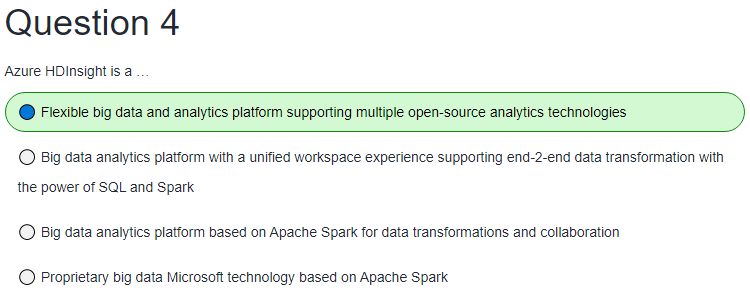 Question 4
Azure HDInsight is a ...
Flexible big data and analytics platform supporting multiple open-source analytics technologies
Big data analytics platform with a unified workspace experience supporting end-2-end data transformation with
the power of SQL and Spark
Big data analytics platform based on Apache Spark for data transformations and collaboration
Proprietary big data Microsoft technology based on Apache Spark